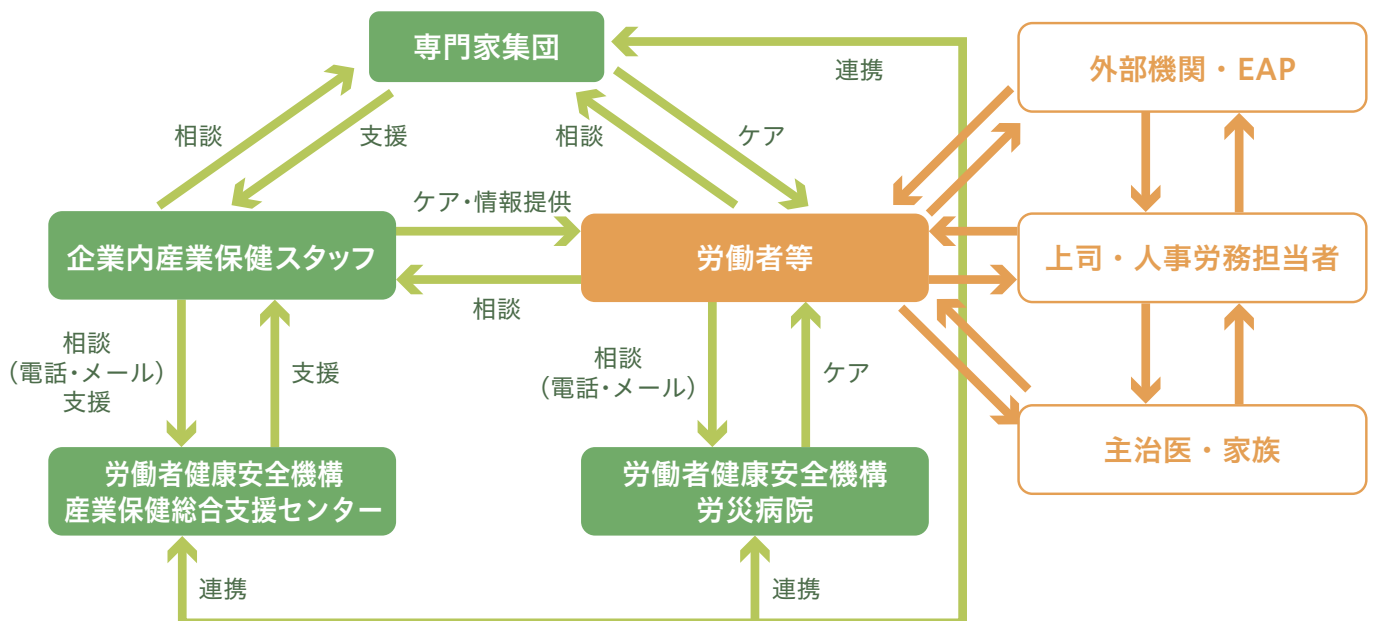 専門家集団
連携
外部機関・EAP
相談
支援
相談
ケア
ケア・情報提供
企業内産業保健スタッフ
労働者等
上司・人事労務担当者
相談
相談
（電話・メール）
支援
支援
相談
（電話・メール）
ケア
主治医・家族
労働者健康安全機構
産業保健総合支援センター
労働者健康安全機構
労災病院
連携
連携